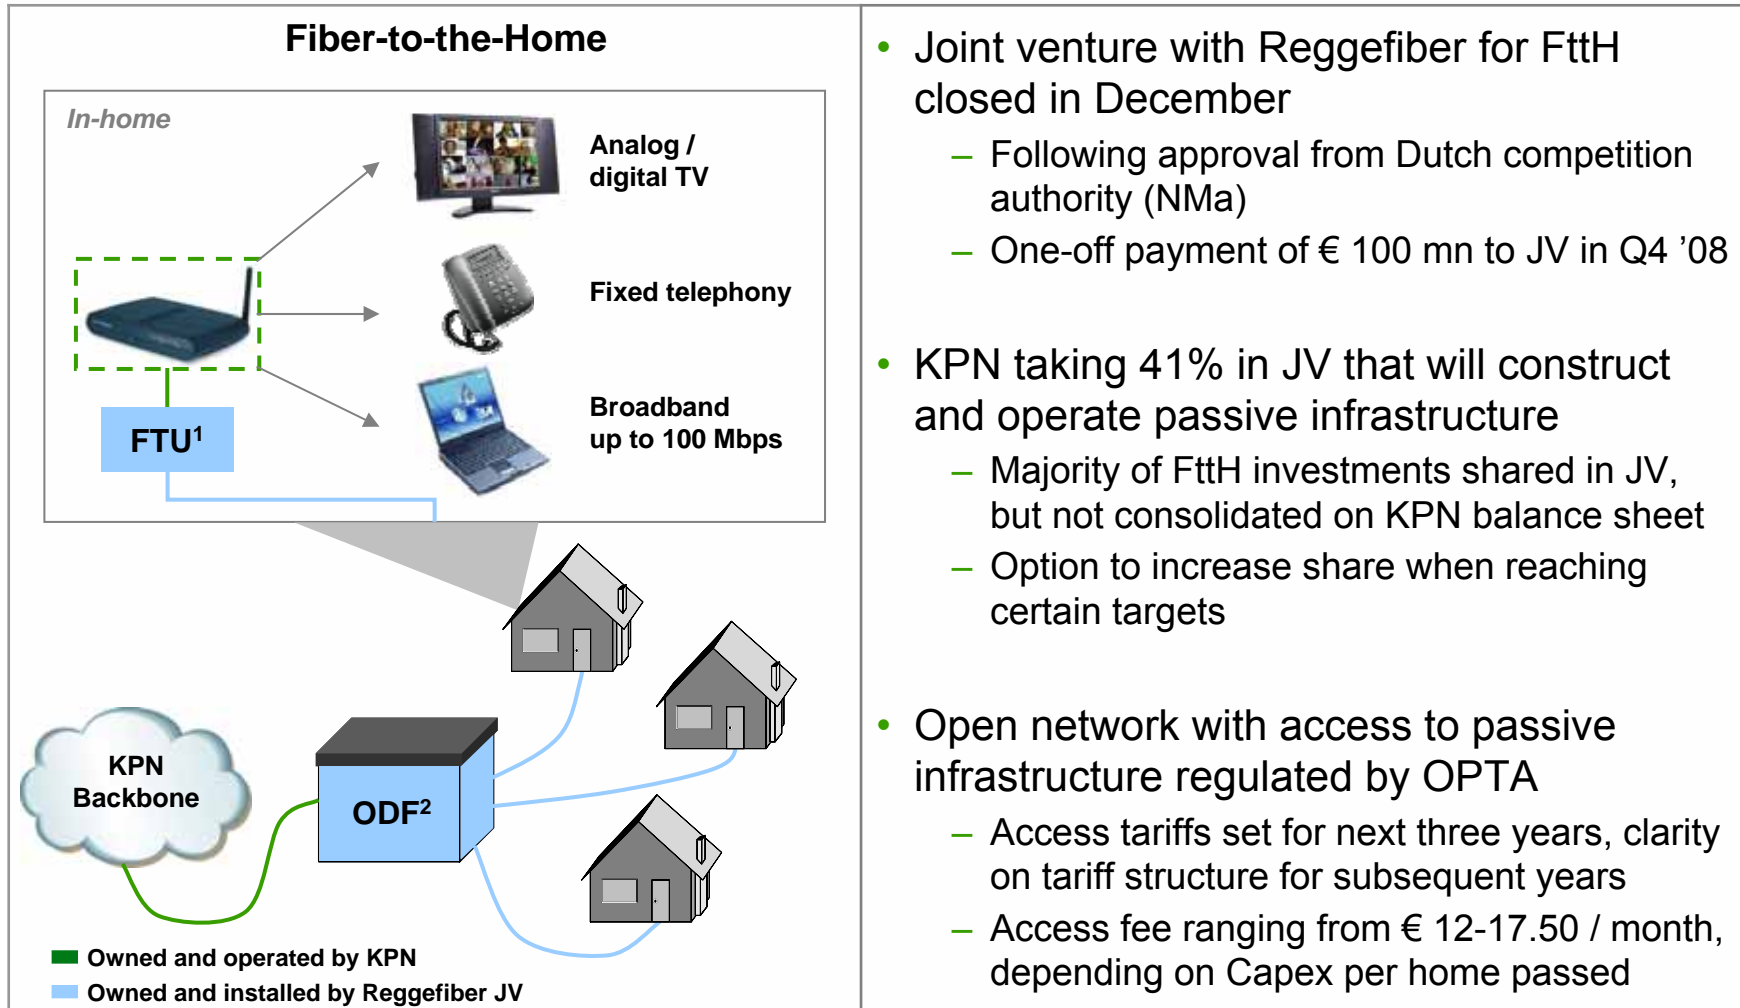 Fiber-to-the-Home
In-home
Analog /
digital TV
Fixed telephony
Broadband
up to 100 Mbps
FTU¹
KPN
Backbone
ODF²
Owned and operated by KPN
Owned and installed by Reggefiber JV
• Joint venture with Reggefiber for FttH
closed in December
– Following approval from Dutch competition
authority (NMa)
– One-off payment of € 100 mn to JV in Q4 ’08
• KPN taking 41% in JV that will construct
and operate passive infrastructure
– Majority of FttH investments shared in JV,
but not consolidated on KPN balance sheet
– Option to increase share when reaching
certain targets
• Open network with access to passive
infrastructure regulated by OPTA
– Access tariffs set for next three years, clarity
on tariff structure for subsequent years
– Access fee ranging from € 12-17.50 / month,
depending on Capex per home passed